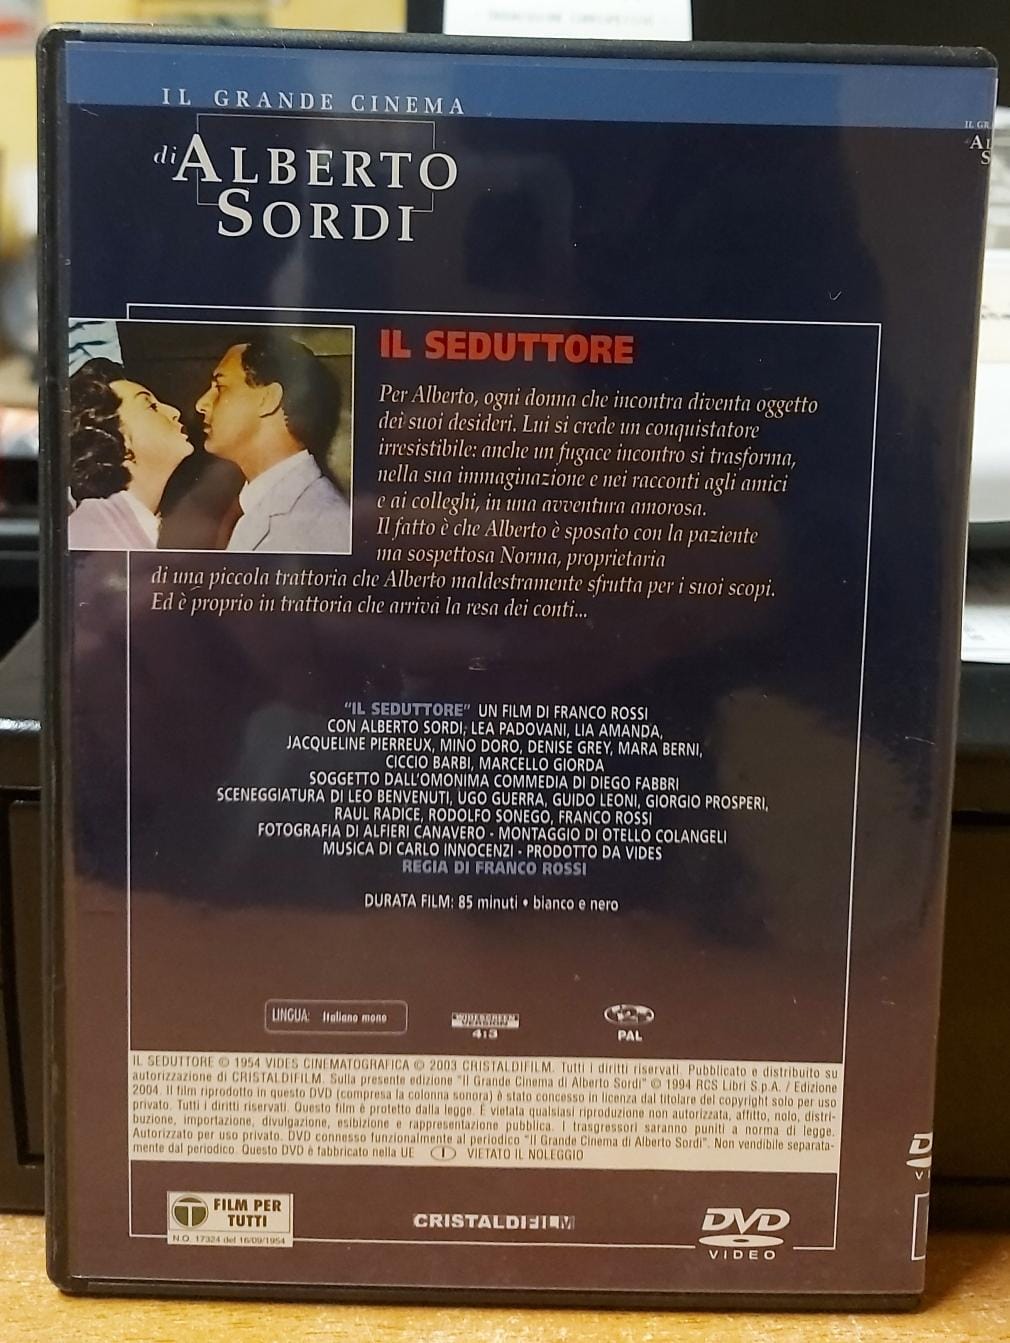 IL GRANDE CINEMA
di ALBERTO
SORDI
IL GR
AL
S
IL SEDUTTORE
Per Alberto, ogni donna che incontra diventa oggetto
dei suoi desideri. Lui si crede un conquistatore
irresistibile: anche un fugace incontro si trasforma,
nella sua immaginazione e nei racconti agli amici
e ai colleghi, in una avventura amorosa.
Il fatto è che Alberto è sposato con la paziente
ma sospettosa Norma, proprietaria
di una piccola trattoria che Alberto maldestramente sfrutta per i suoi scopi.
Ed è proprio in trattoria che arriva la resa dei conti...
"IL SEDUTTORE" UN FILM DI FRANCO ROSSI
CON ALBERTO SORDI, LEA PADOVANI, LIA AMANDA,
JACQUELINE PIERREUX, MINO DORO, DENISE GREY, MARA BERNI,
CICCIO BARBI, MARCELLO GIORDA
SOGGETTO DALL'OMONIMA COMMEDIA DI DIEGO FABBRI
SCENEGGIATURA DI LEO BENVENUTI, UGO GUERRA, GUIDO LEONI, GIORGIO PROSPERI,
RAUL RADICE, RODOLFO SONEGO, FRANCO ROSSI
FOTOGRAFIA DI ALFIERI CANAVERO - MONTAGGIO DI OTELLO COLANGELI
MUSICA DI CARLO INNOCENZI - PRODOTTO DA VIDES
REGIA DI FRANCO ROSSI
DURATA FILM: 85 minuti • bianco e nero
LINGUA: Italiano mono
WIDESCREEN
VERSION
4:3
2
PAL
IL SEDUTTORE © 1954 VIDES CINEMATOGRAFICA © 2003 CRISTALDIFILM. Tutti i diritti riservati. Pubblicato e distribuito su
autorizzazione di CRISTALDIFILM. Sulla presente edizione "Il Grande Cinema di Alberto Sordi" © 1994 RCS Libri S.p.A. / Edizione
2004. Il film riprodotto in questo DVD (compresa la colonna sonora) è stato concesso in licenza dal titolare del copyright solo per uso
privato. Tutti i diritti riservati. Questo film è protetto dalla legge. È vietata qualsiasi riproduzione non autorizzata, affitto, nolo, distri-
buzione, importazione, divulgazione, esibizione e rappresentazione pubblica. I trasgressori saranno puniti a norma di legge.
Autorizzato per uso privato. DVD connesso funzionalmente al periodico "Il Grande Cinema di Alberto Sordi". Non vendibile separata-
mente dal periodico. Questo DVD è fabbricato nella UE I VIETATO IL NOLEGGIO
T FILM PER
TUTTI
N.O. 17324 del 16/09/1954
CRISTALDIFILM
DVD
VIDEO
D
V